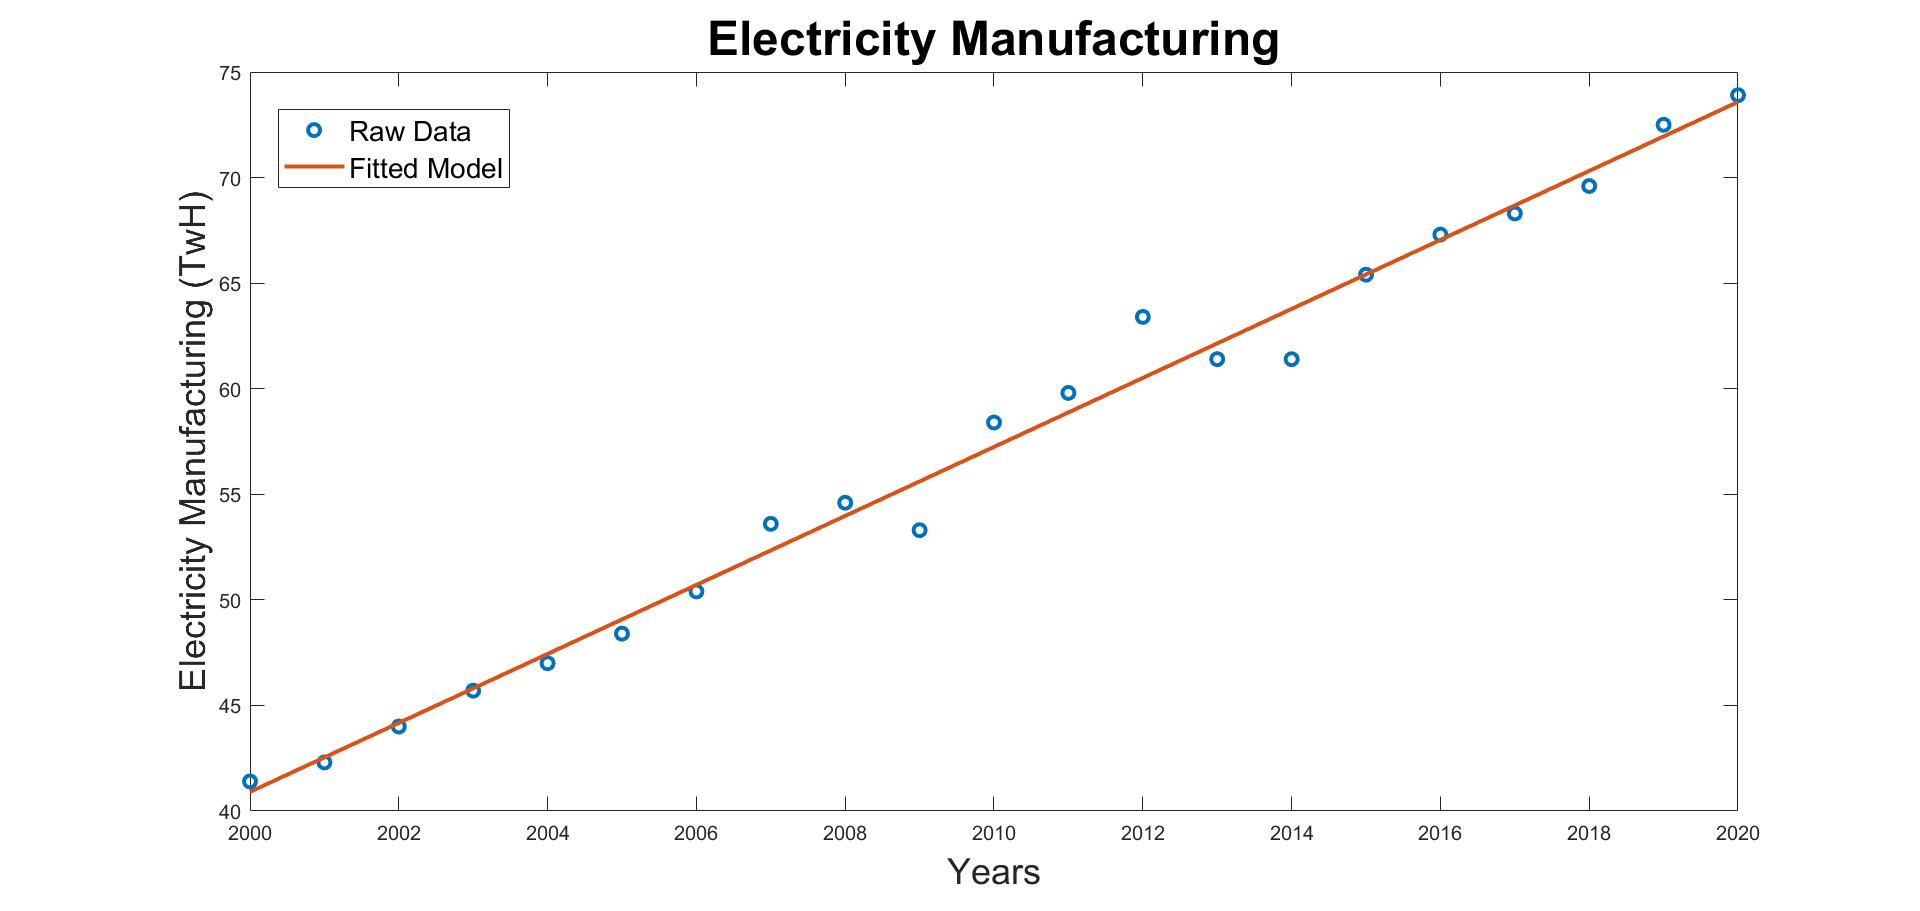 Electricity Manufacturing
75
70
65
60
55
50
45
40
Electricity Manufacturing (TwH)
Raw Data
Fitted Model
2000 2002 2004 2006 2008 2010 2012 2014 2016 2018 2020
Years